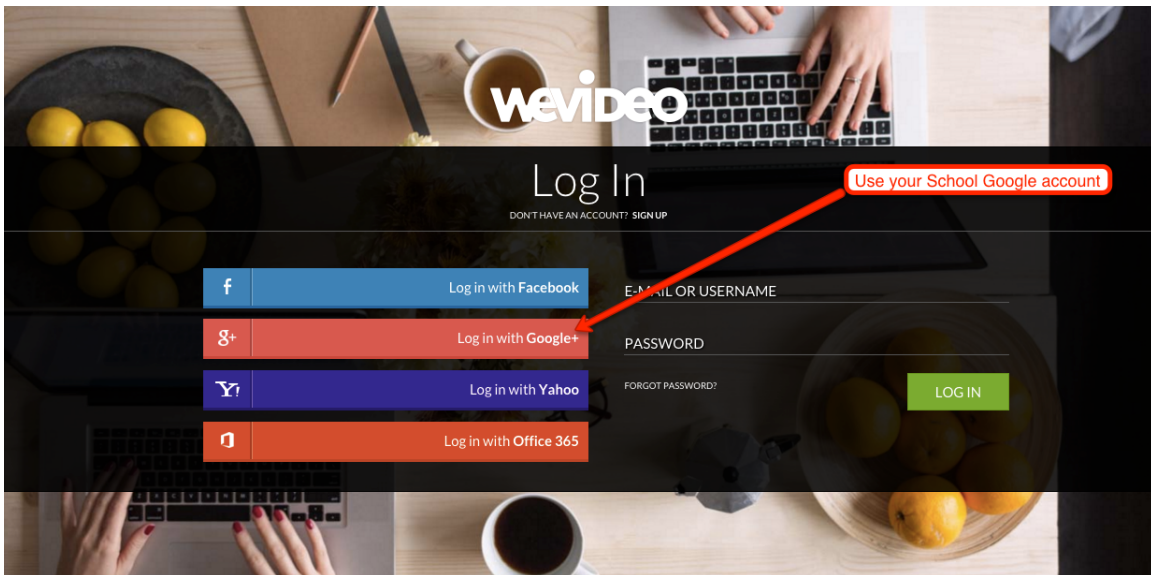 WEVIDEO
Log In
Use your School Google account
DON'T HAVE AN ACCOUNT? SIGN UP
f Log in with Facebook
g+ Log in with Google+
Y! Log in with Yahoo
Log in with Office 365
E-MAIL OR USERNAME
PASSWORD
FORGOT PASSWORD?
LOG IN